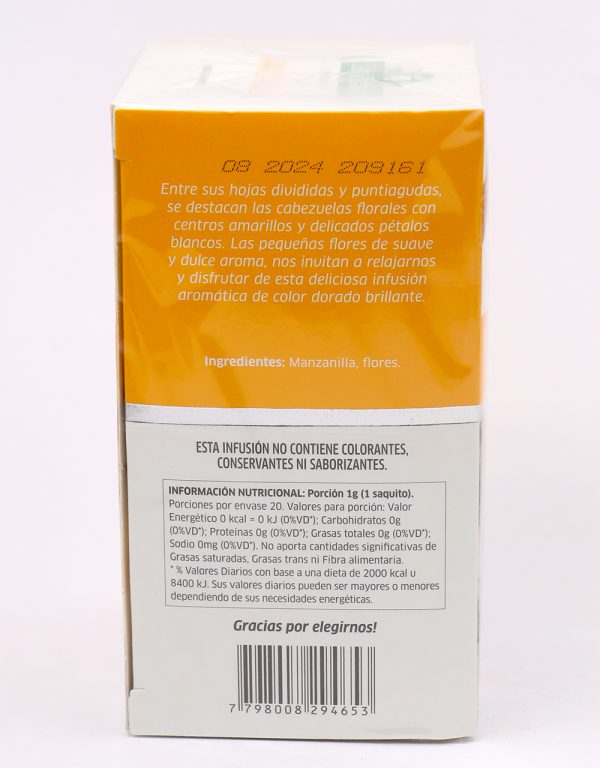 08 2024 209161
Entre sus hojas divididas y puntiagudas,
se destacan las cabezuelas florales con
centros amarillos y delicados pétalos
blancos. Las pequeñas flores de suave
y dulce aroma, nos invitan a relajarnos
y disfrutar de esta deliciosa infusión
aromática de color dorado brillante.
Ingredientes: Manzanilla, flores.
ESTA INFUSIÓN NO CONTIENE COLORANTES,
CONSERVANTES NI SABORIZANTES.
INFORMACIÓN NUTRICIONAL: Porción 1g (1 saquito).
Porciones por envase 20. Valores para porción: Valor
Energético 0 kcal = 0 kJ (0%VD*); Carbohidratos 0g
(0%VD*); Proteínas 0g (0%VD*); Grasas totales 0g (0%VD*);
Sodio 0mg (0%VD*). No aporta cantidades significativas de
Grasas saturadas, Grasas trans ni Fibra alimentaria.
* % Valores Diarios con base a una dieta de 2000 kcal u
8400 kJ. Sus valores diarios pueden ser mayores o menores
dependiendo de sus necesidades energéticas.
Gracias por elegirnos!
7 798008 294653